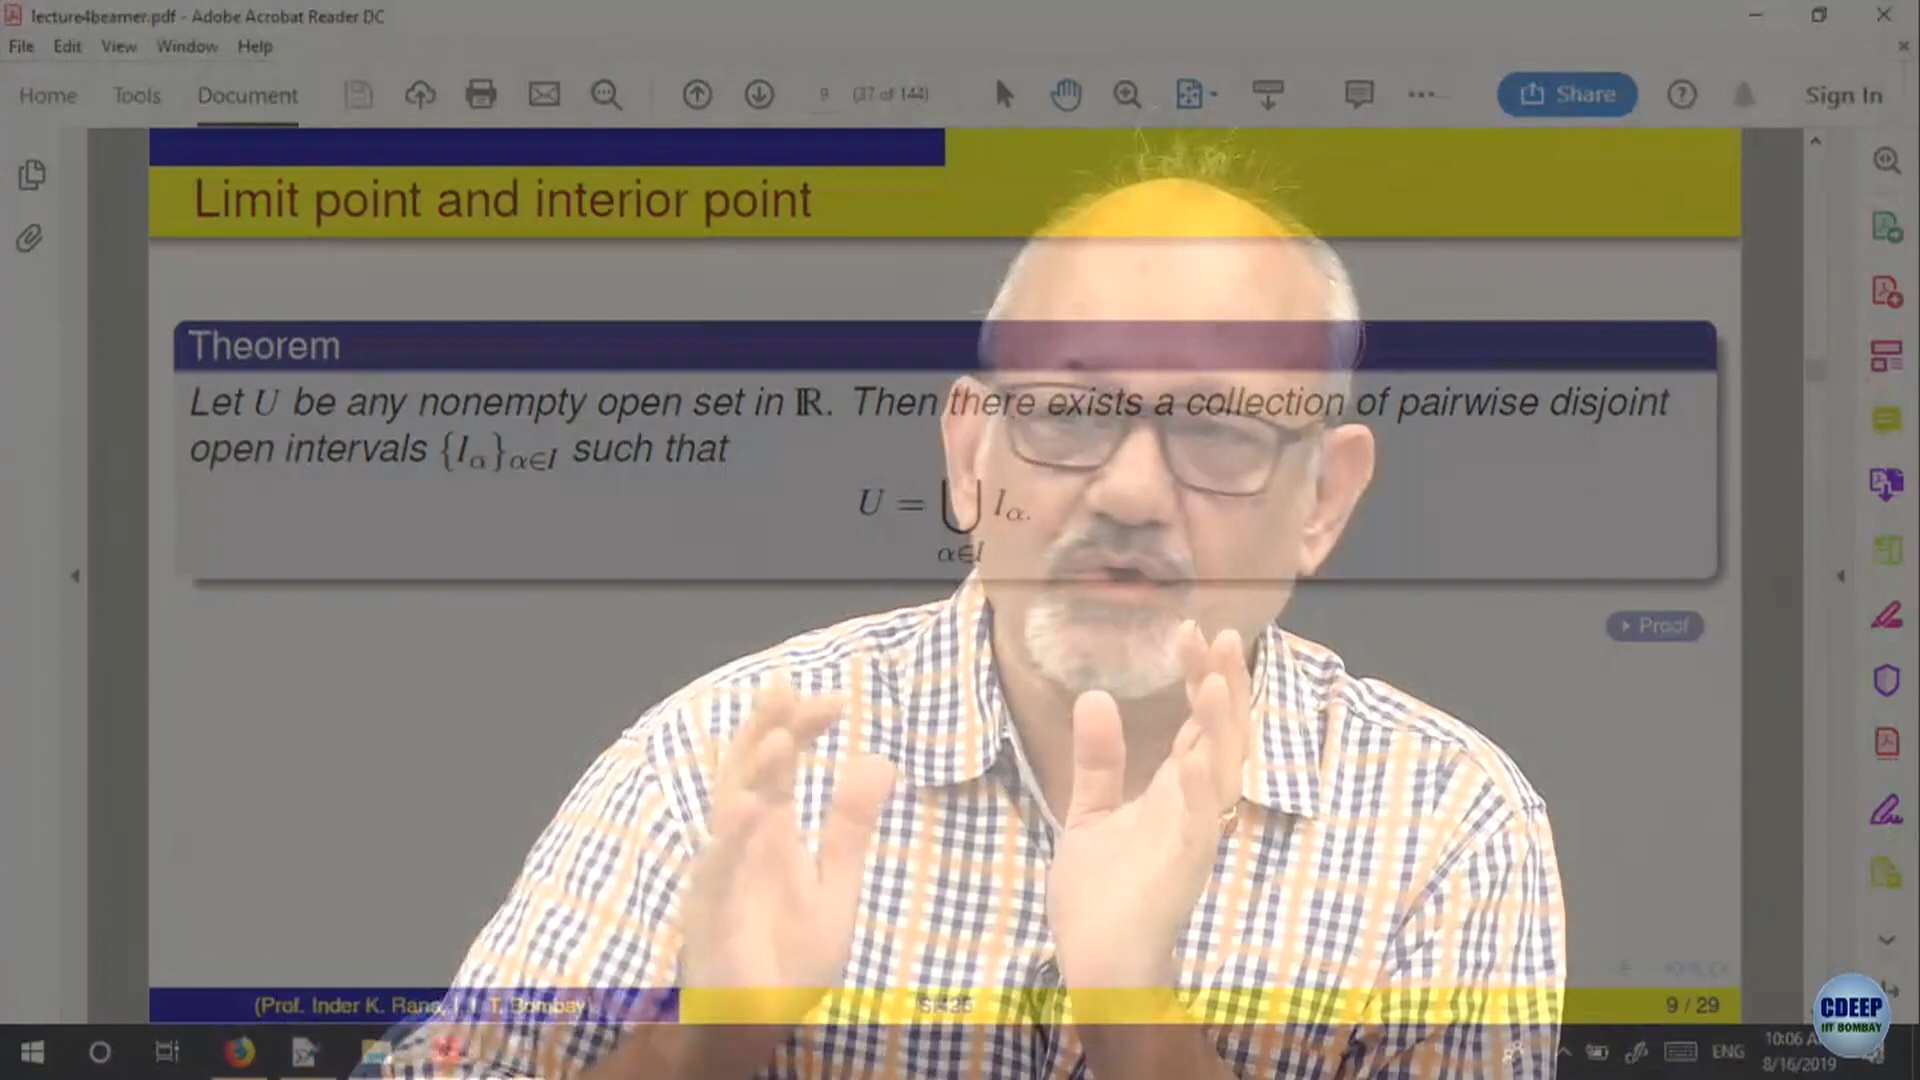 lecture4beamer.pdf - Adobe Acrobat Reader DC
File Edit View Window Help
Home Tools Document 9 (37 of 144) Share Sign In
Limit point and interior point
Theorem
Let U be any nonempty open set in ℝ. Then there exists a collection of pairwise disjoint
open intervals {I_α}_{α∈I} such that
U = ⋃_{α∈I} I_α.
Proof
(Prof. Inder K. Rana, I. I. T. Bombay) 9 / 29
CDEEP
IIT BOMBAY
ENG
10:06
8/16/2019